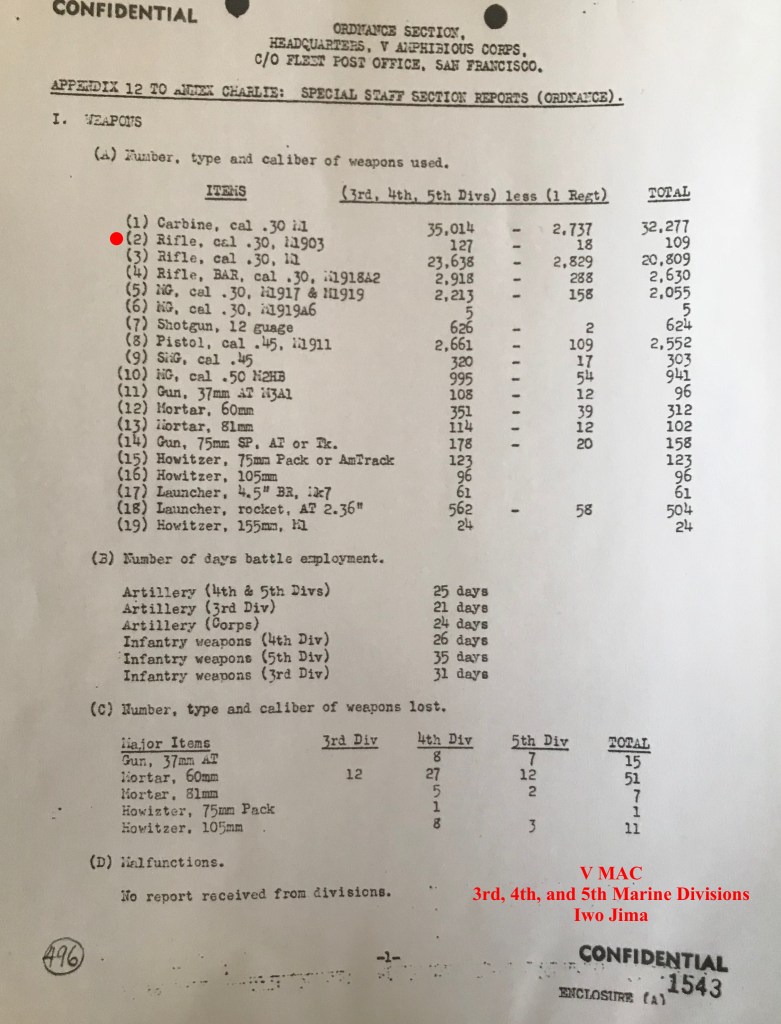 CONFIDENTIAL
ORDNANCE SECTION,
HEADQUARTERS, V AMPHIBIOUS CORPS,
C/O FLEET POST OFFICE, SAN FRANCISCO.
APPENDIX 12 TO ANNEX CHARLIE: SPECIAL STAFF SECTION REPORTS (ORDNANCE).
I. WEAPONS
(A) Number, type and caliber of weapons used.
ITEMS (3rd, 4th, 5th Divs) less (1 Regt) TOTAL
(1) Carbine, cal .30 M1 35,014 - 2,737 32,277
(2) Rifle, cal .30, M1903 127 - 18 109
(3) Rifle, cal .30, M1 23,638 - 2,829 20,809
(4) Rifle, BAR, cal .30, M1918A2 2,918 - 288 2,630
(5) MG, cal .30, M1917 & M1919 2,213 - 158 2,055
(6) MG, cal .30, M1919A6 5 5
(7) Shotgun, 12 guage 626 - 2 624
(8) Pistol, cal .45, M1911 2,661 - 109 2,552
(9) SMG, cal .45 320 - 17 303
(10) MG, cal .50 M2HB 995 - 54 941
(11) Gun, 37mm AT M3A1 108 - 12 96
(12) Mortar, 60mm 351 - 39 312
(13) Mortar, 81mm 114 - 12 102
(14) Gun, 75mm SP, AT or Tk. 178 - 20 158
(15) Howitzer, 75mm Pack or AmTrack 123 123
(16) Howitzer, 105mm 96 96
(17) Launcher, 4.5" BR, Mk7 61 61
(18) Launcher, rocket, AT 2.36" 562 - 58 504
(19) Howitzer, 155mm, M1 24 24
(B) Number of days battle employment.
Artillery (4th & 5th Divs) 25 days
Artillery (3rd Div) 21 days
Artillery (Corps) 24 days
Infantry weapons (4th Div) 26 days
Infantry weapons (5th Div) 35 days
Infantry weapons (3rd Div) 31 days
(C) Number, type and caliber of weapons lost.
Major Items 3rd Div 4th Div 5th Div TOTAL
Gun, 37mm AT 8 7 15
Mortar, 60mm 12 27 12 51
Mortar, 81mm 5 2 7
Howizter, 75mm Pack 1 1
Howitzer, 105mm 8 3 11
(D) Malfunctions.
No report received from divisions.
V MAC
3rd, 4th, and 5th Marine Divisions
Iwo Jima
496
-1-
CONFIDENTIAL
1543
ENCLOSURE (A)